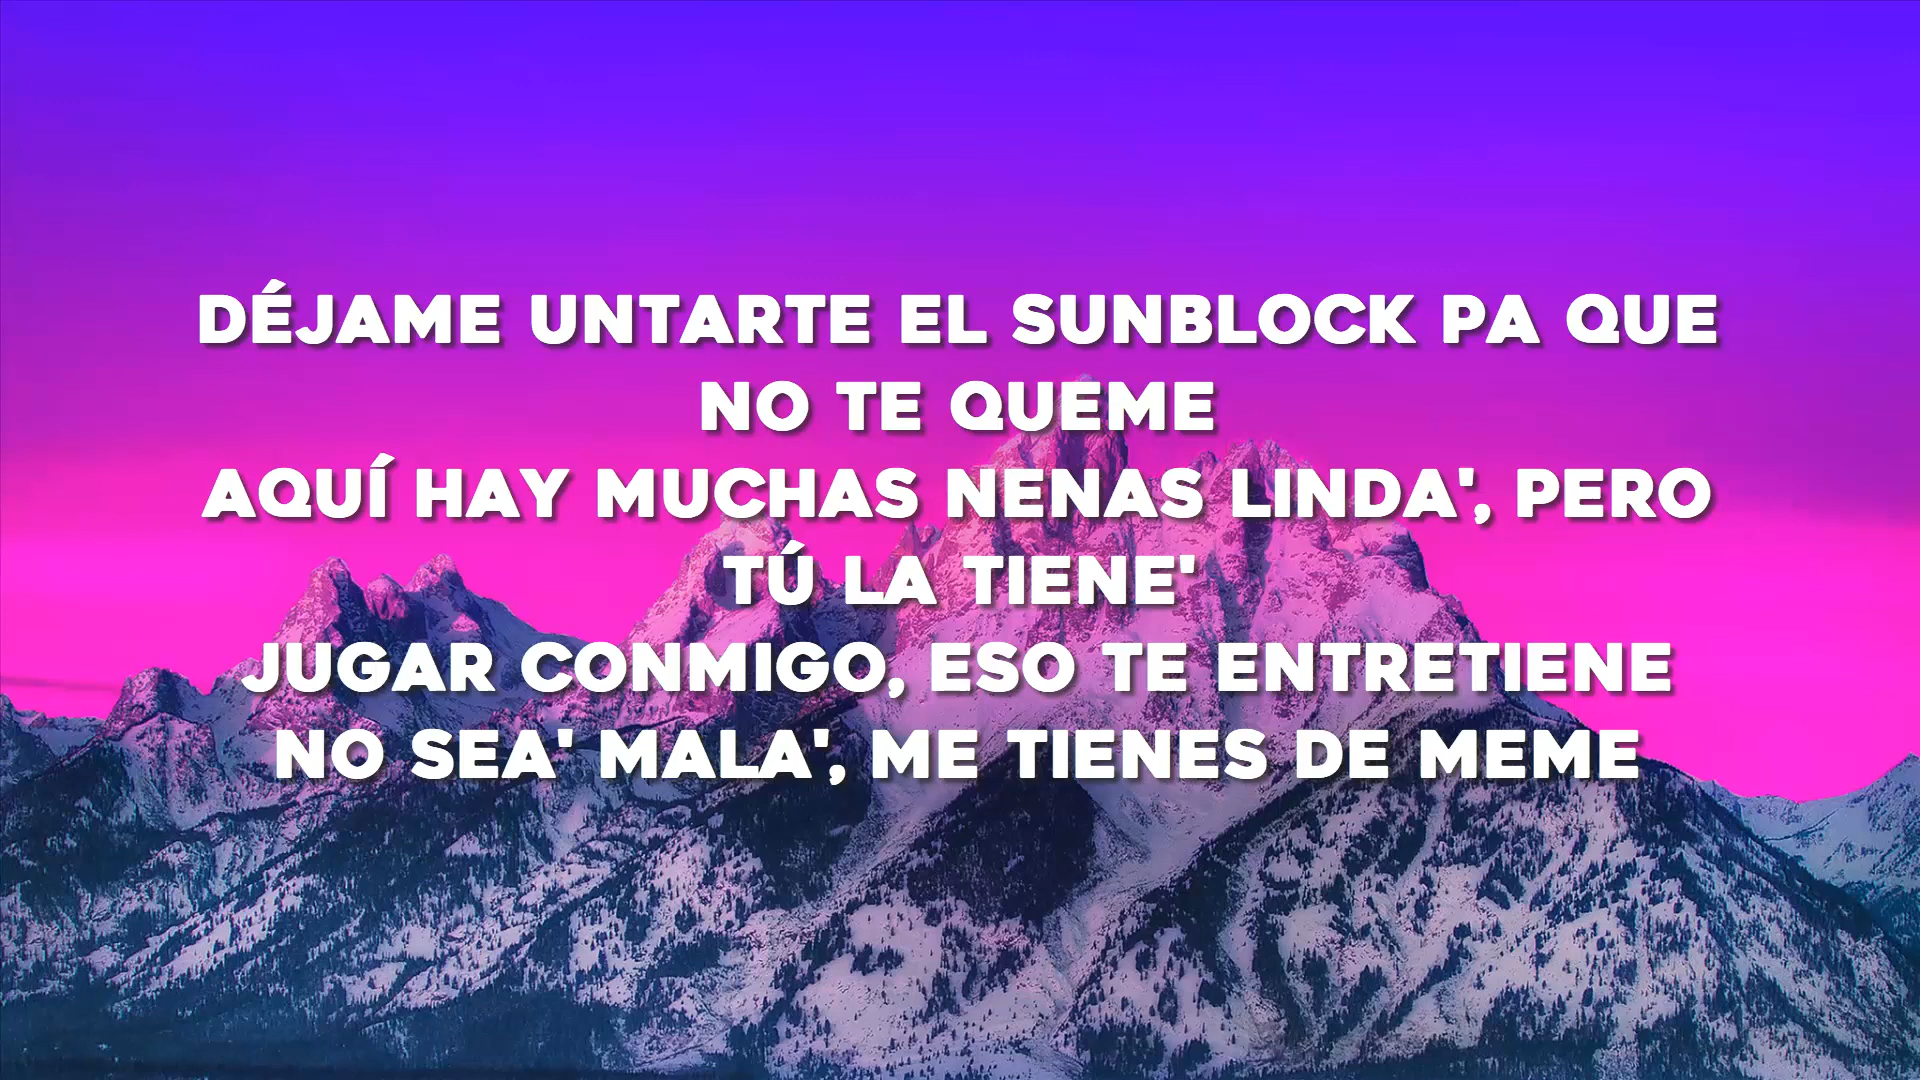 DÉJAME UNTARTE EL SUNBLOCK PA QUE
NO TE QUEME
AQUÍ HAY MUCHAS NENAS LINDA', PERO
TÚ LA TIENE'
JUGAR CONMIGO, ESO TE ENTRETIENE
NO SEA' MALA', ME TIENES DE MEME